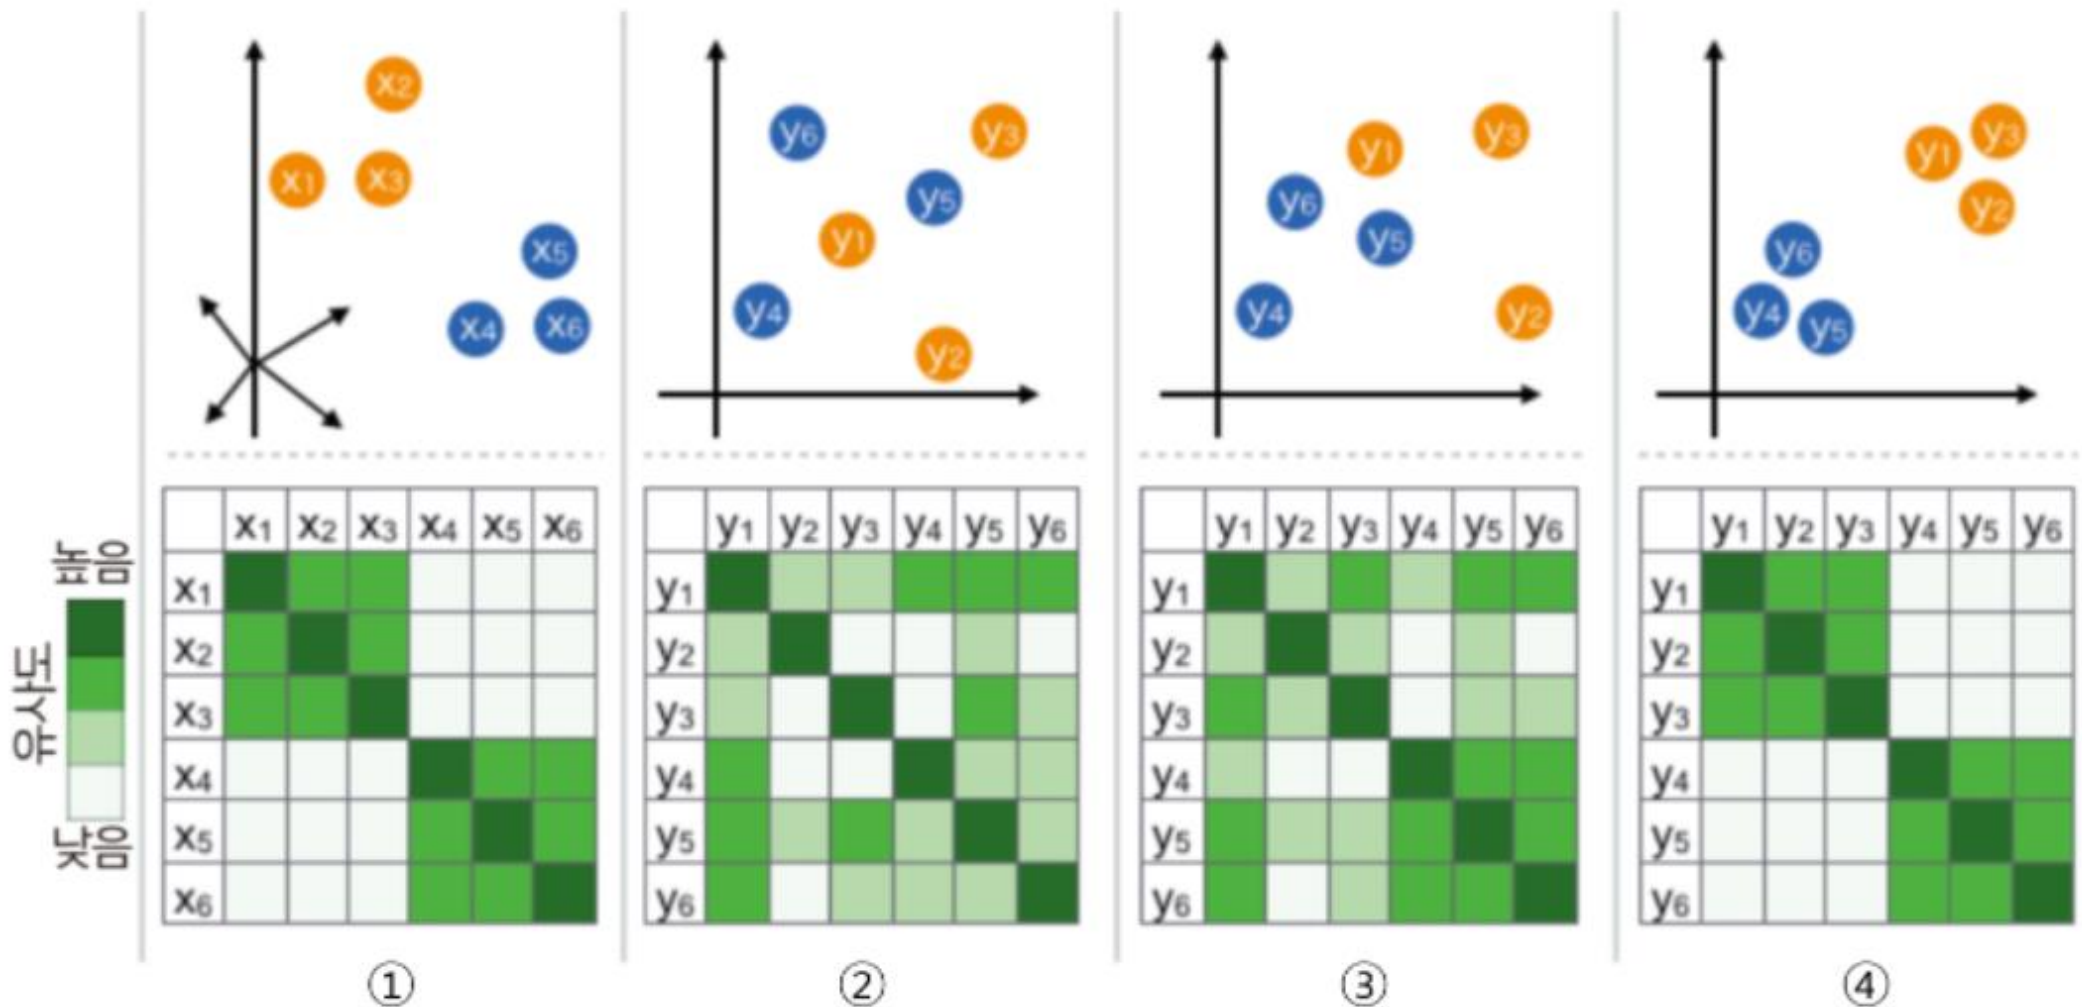 x2
x1 x3
x5
x4 x6
y6 y3
y5
y1
y4
y2
y1 y3
y6
y5
y4 y2
y3
y1
y2
y6
y4 y5
높음
유사도
낮음
x1 x2 x3 x4 x5 x6
x1
x2
x3
x4
x5
x6
y1 y2 y3 y4 y5 y6
y1
y2
y3
y4
y5
y6
y1 y2 y3 y4 y5 y6
y1
y2
y3
y4
y5
y6
y1 y2 y3 y4 y5 y6
y1
y2
y3
y4
y5
y6
① ② ③ ④